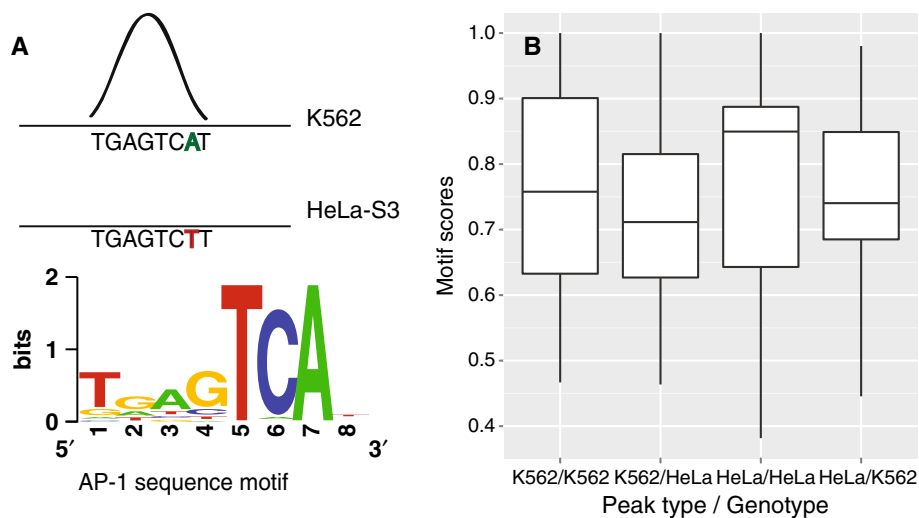 A
K562
TGAGTCAT
HeLa-S3
TGAGTCTT
2
1
0
bits
TGAGTCA
1 2 3 4 5 6 7 8
5′ 3′
AP-1 sequence motif
B
1.0
0.9
0.8
0.7
0.6
0.5
0.4
Motif scores
K562/K562 K562/HeLa HeLa/HeLa HeLa/K562
Peak type / Genotype